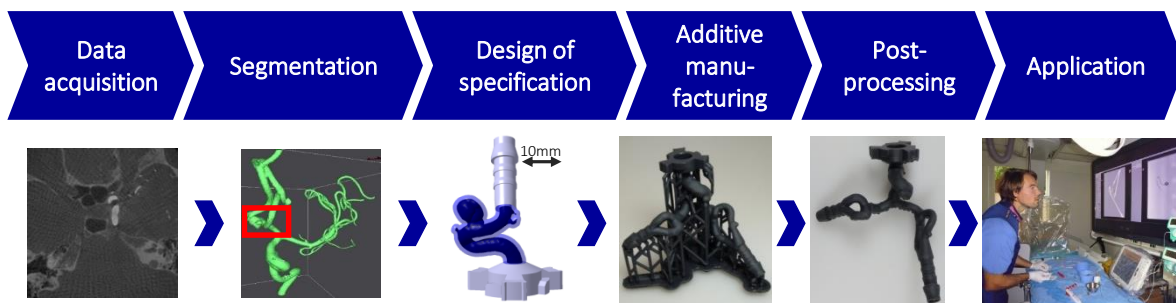 Data
acquisition
Segmentation
Design of
specification
Additive
manu-
facturing
Post-
processing
Application
10mm